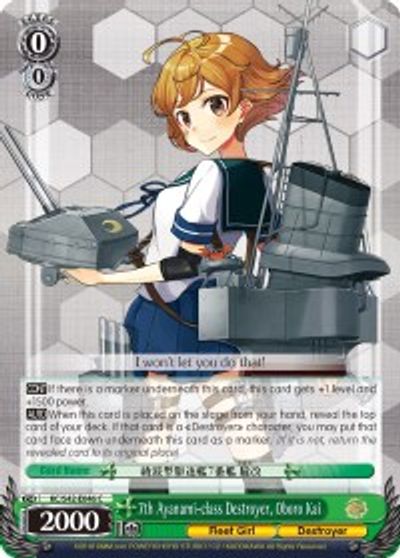 0
0
I won't let you do that!
CONT If there is a marker underneath this card, this card gets +1 level and
+1500 power.
AUTO When this card is placed on the stage from your hand, reveal the top
card of your deck. If that card is a «Destroyer» character, you may put that
card face down underneath this card as a marker. (If it is not, return the
revealed card to its original place)
Card Name
綾波型駆逐艦7番艦 朧改
7th Ayanami-class Destroyer, Oboro Kai
2000
Fleet Girl
Destroyer